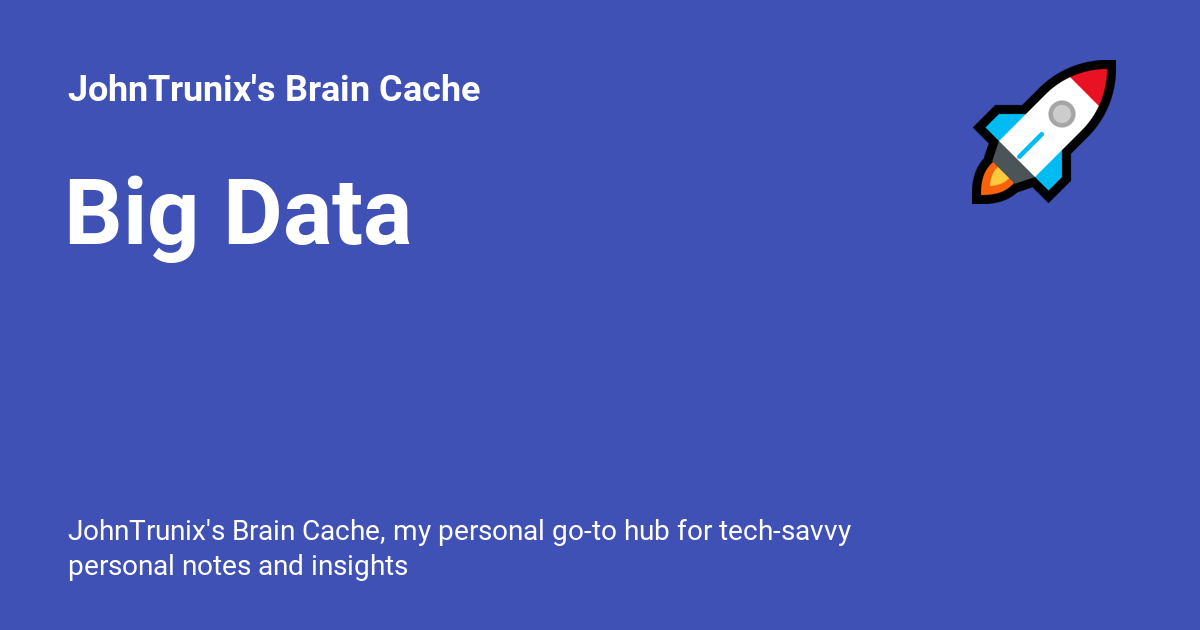 JohnTrunix's Brain Cache
Big Data
JohnTrunix's Brain Cache, my personal go-to hub for tech-savvy
personal notes and insights